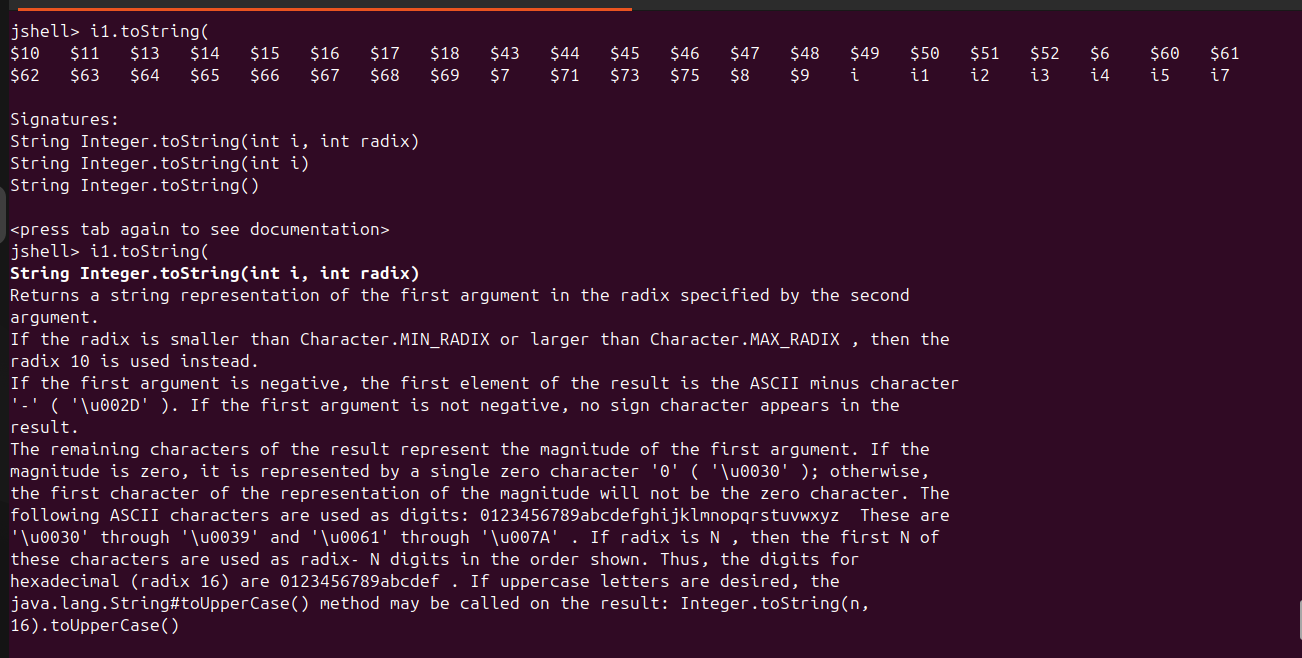 jshell> i1.toString(
$10 $11 $13 $14 $15 $16 $17 $18 $43 $44 $45 $46 $47 $48 $49 $50 $51 $52 $6 $60 $61
$62 $63 $64 $65 $66 $67 $68 $69 $7 $71 $73 $75 $8 $9 i i1 i2 i3 i4 i5 i7
Signatures:
String Integer.toString(int i, int radix)
String Integer.toString(int i)
String Integer.toString()
<press tab again to see documentation>
jshell> i1.toString(
String Integer.toString(int i, int radix)
Returns a string representation of the first argument in the radix specified by the second
argument.
If the radix is smaller than Character.MIN_RADIX or larger than Character.MAX_RADIX , then the
radix 10 is used instead.
If the first argument is negative, the first element of the result is the ASCII minus character
'-' ( '\u002D' ). If the first argument is not negative, no sign character appears in the
result.
The remaining characters of the result represent the magnitude of the first argument. If the
magnitude is zero, it is represented by a single zero character '0' ( '\u0030' ); otherwise,
the first character of the representation of the magnitude will not be the zero character. The
following ASCII characters are used as digits: 0123456789abcdefghijklmnopqrstuvwxyz  These are
'\u0030' through '\u0039' and '\u0061' through '\u007A' . If radix is N , then the first N of
these characters are used as radix- N digits in the order shown. Thus, the digits for
hexadecimal (radix 16) are 0123456789abcdef . If uppercase letters are desired, the
java.lang.String#toUpperCase() method may be called on the result: Integer.toString(n,
16).toUpperCase()